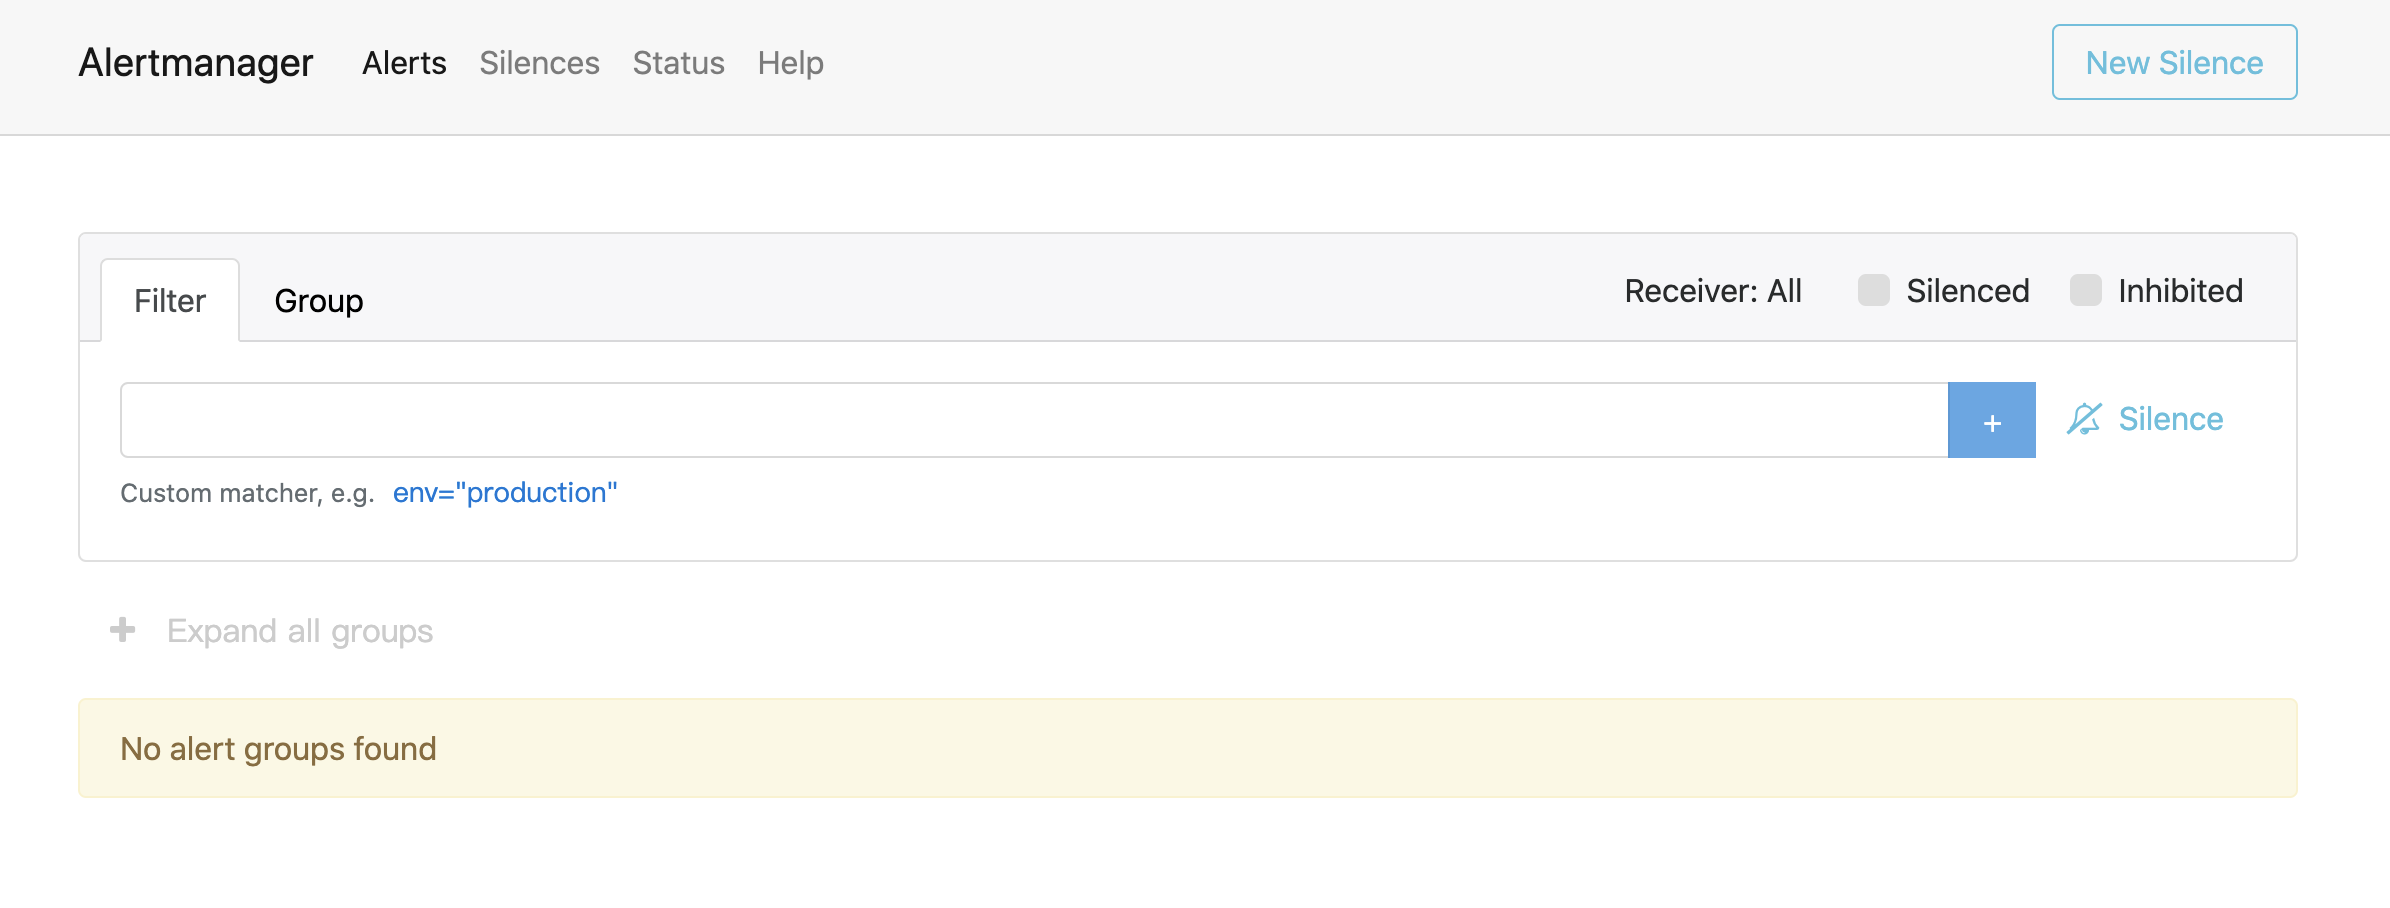 Alertmanager Alerts Silences Status Help New Silence
Filter Group Receiver: All Silenced Inhibited
+ Silence
Custom matcher, e.g. env="production"
+ Expand all groups
No alert groups found